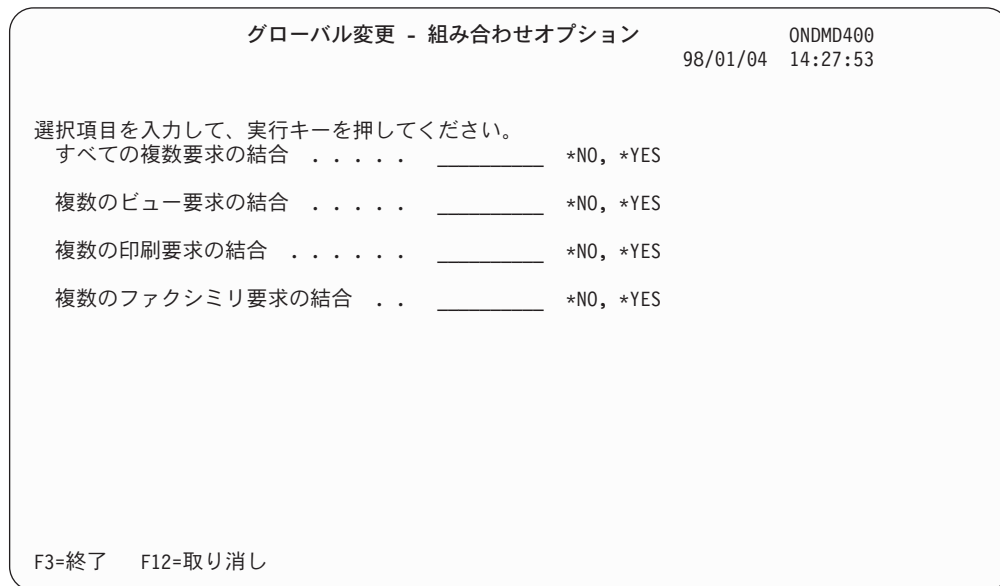 グローバル変更 - 組み合わせオプション ONDMD400
98/01/04 14:27:53
選択項目を入力して、実行キーを押してください。
すべての複数要求の結合 . . . . . __________ *NO, *YES
複数のビュー要求の結合 . . . . . __________ *NO, *YES
複数の印刷要求の結合 . . . . . . __________ *NO, *YES
複数のファクシミリ要求の結合 . . __________ *NO, *YES
F3=終了 F12=取り消し